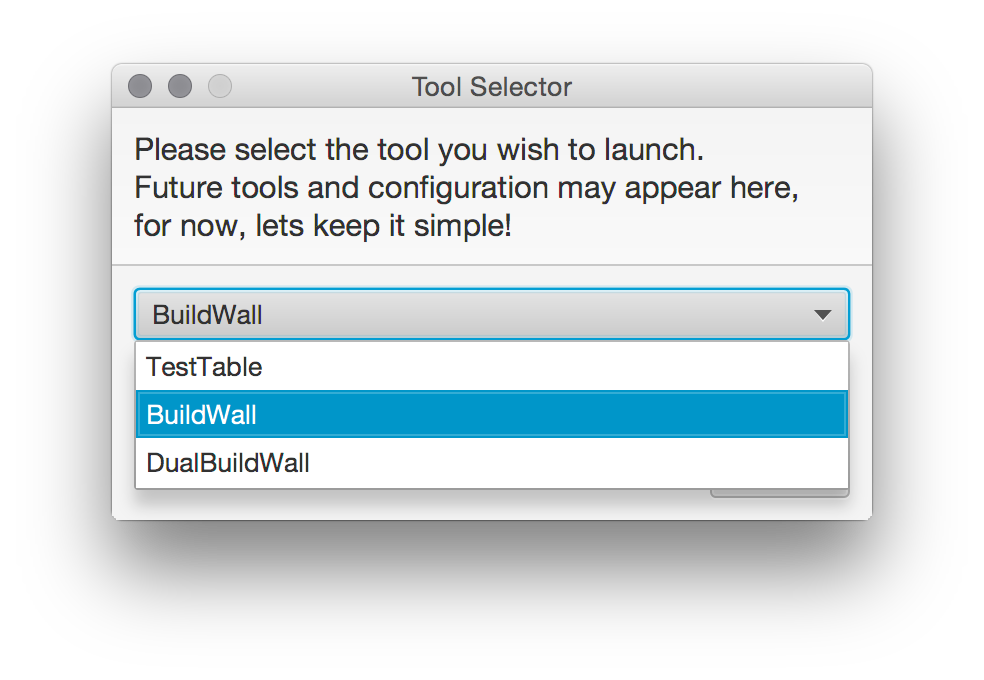 Tool Selector
Please select the tool you wish to launch.
Future tools and configuration may appear here,
for now, lets keep it simple!
BuildWall
TestTable
BuildWall
DualBuildWall